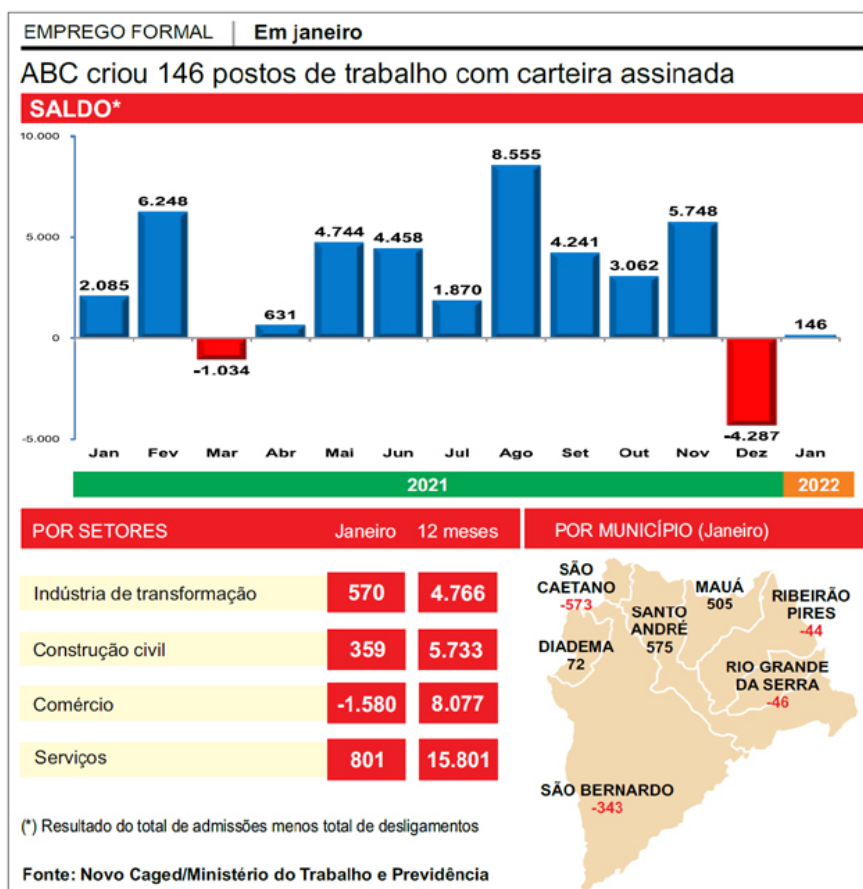 EMPREGO FORMAL | Em janeiro
ABC criou 146 postos de trabalho com carteira assinada
SALDO*
10.000
5.000
0
-5.000
2.085
6.248
-1.034
631
4.744
4.458
1.870
8.555
4.241
3.062
5.748
-4.287
146
Jan Fev Mar Abr Mai Jun Jul Ago Set Out Nov Dez Jan
2021 2022
POR SETORES Janeiro 12 meses
Indústria de transformação 570 4.766
Construção civil 359 5.733
Comércio -1.580 8.077
Serviços 801 15.801
(*) Resultado do total de admissões menos total de desligamentos
Fonte: Novo Caged/Ministério do Trabalho e Previdência
POR MUNICÍPIO (Janeiro)
SÃO
CAETANO
-573
MAUÁ
505
RIBEIRÃO
PIRES
-44
SANTO
ANDRÉ
575
DIADEMA
72
RIO GRANDE
DA SERRA
-46
SÃO BERNARDO
-343